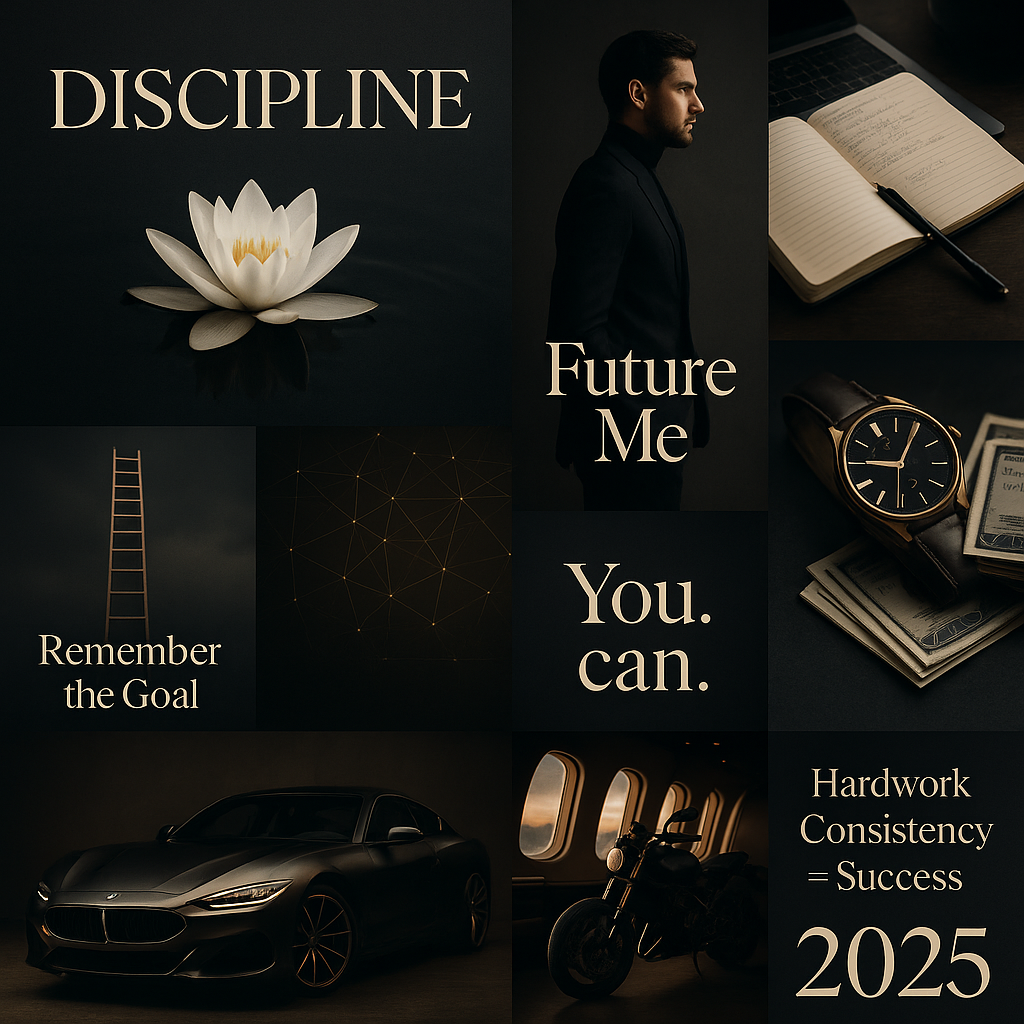 DISCIPLINE
Future
Me
Remember
the Goal
You.
can.
Hardwork
Consistency
= Success
2025